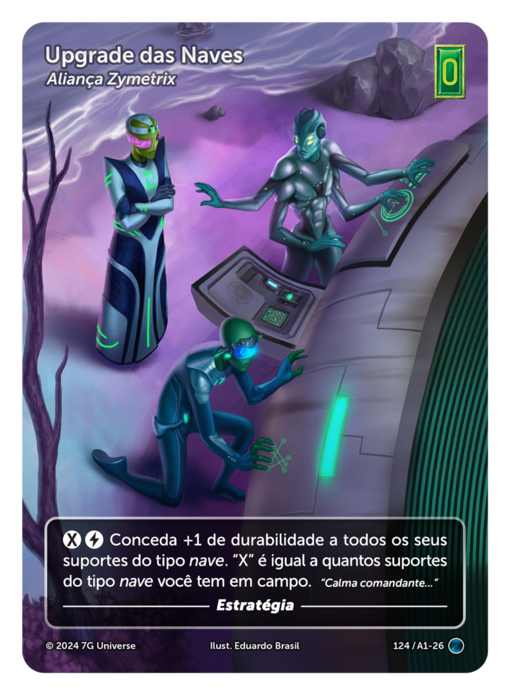 Upgrade das Naves
Aliança Zymetrix
0
X Conceda +1 de durabilidade a todos os seus
suportes do tipo nave. “X” é igual a quantos suportes
do tipo nave você tem em campo. “Calma comandante...”
Estratégia
© 2024 7G Universe Ilust. Eduardo Brasil 124 / A1-26